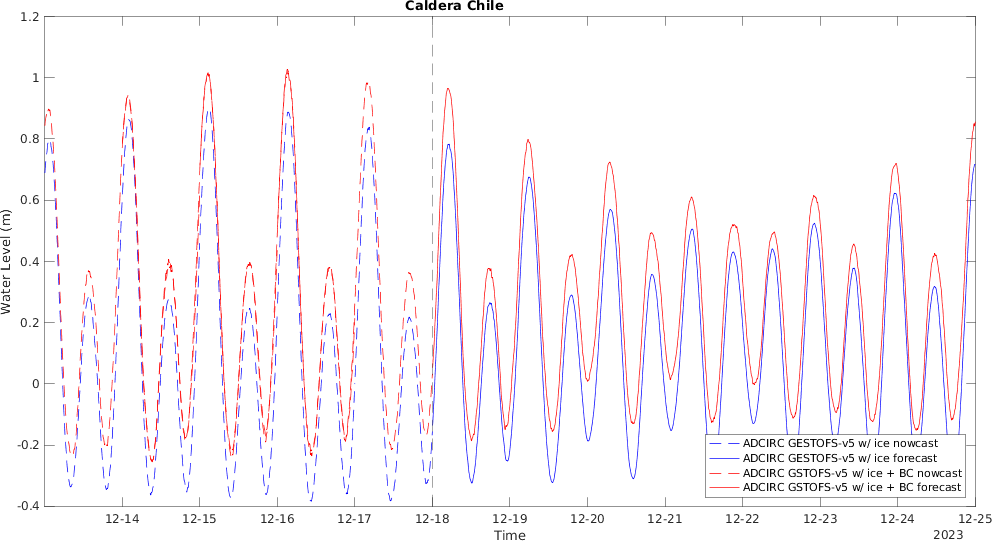 Caldera Chile
1.2
1
0.8
0.6
0.4
0.2
0
-0.2
-0.4
Water Level (m)
ADCIRC GESTOFS-v5 w/ ice nowcast
ADCIRC GESTOFS-v5 w/ ice forecast
ADCIRC GSTOFS-v5 w/ ice + BC nowcast
ADCIRC GSTOFS-v5 w/ ice + BC forecast
12-14 12-15 12-16 12-17 12-18 12-19 12-20 12-21 12-22 12-23 12-24 12-25
Time
2023